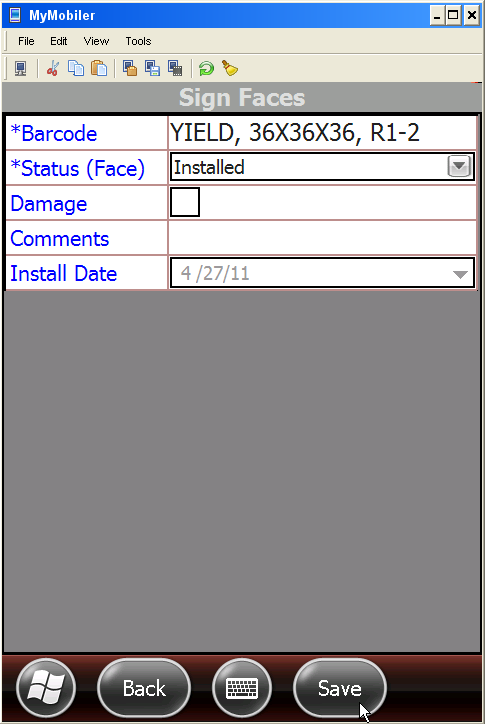 MyMobiler
File Edit View Tools
Sign Faces
*Barcode YIELD, 36X36X36, R1-2
*Status (Face) Installed
Damage
Comments
Install Date 4 /27/11
Back Save